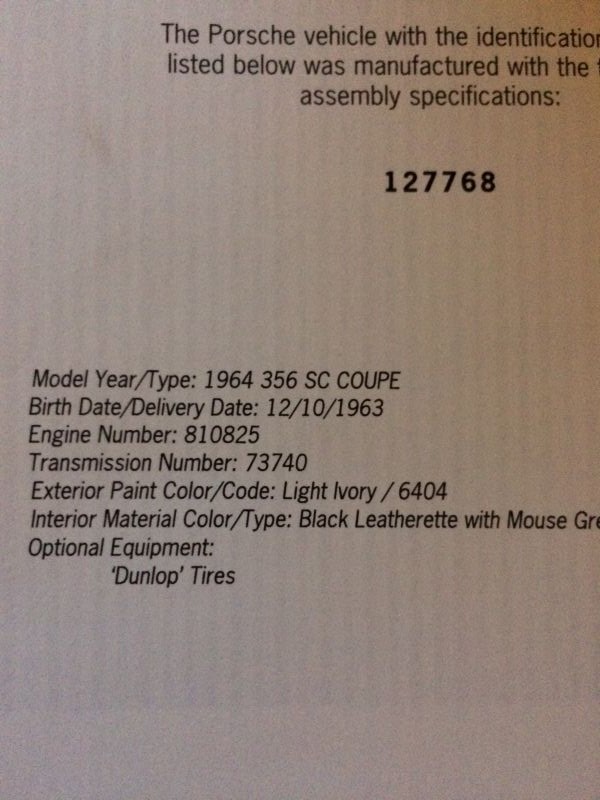 The Porsche vehicle with the identification
listed below was manufactured with the
assembly specifications:
127768
Model Year/Type: 1964 356 SC COUPE
Birth Date/Delivery Date: 12/10/1963
Engine Number: 810825
Transmission Number: 73740
Exterior Paint Color/Code: Light Ivory / 6404
Interior Material Color/Type: Black Leatherette with Mouse Gre
Optional Equipment:
'Dunlop' Tires